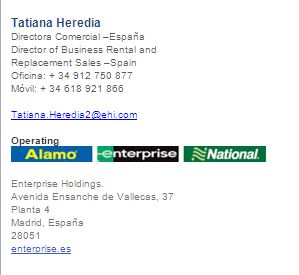 Tatiana Heredia
Directora Comercial –España
Director of Business Rental and
Replacement Sales –Spain
Oficina: + 34 912 750 877
Móvil: + 34 618 921 866
Tatiana.Heredia2@ehi.com
Operating
Alamo enterprise National
Enterprise Holdings.
Avenida Ensanche de Vallecas, 37
Planta 4
Madrid, España
28051
enterprise.es